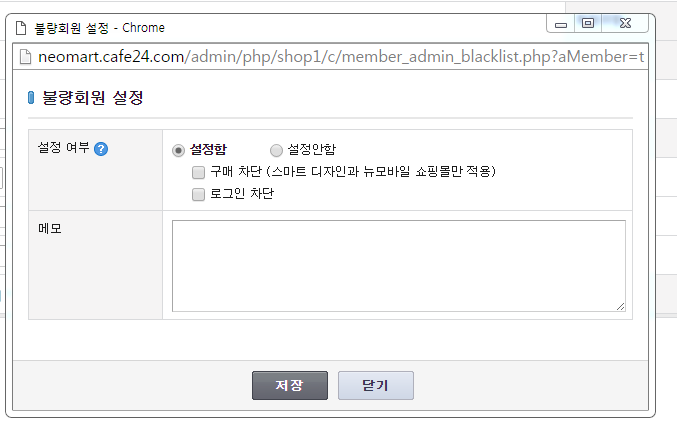 불량회원 설정 - Chrome
neomart.cafe24.com/admin/php/shop1/c/member_admin_blacklist.php?aMember=t
불량회원 설정
설정 여부 ?
설정함 설정안함
구매 차단 (스마트 디자인과 뉴모바일 쇼핑몰만 적용)
로그인 차단
메모
저장 닫기